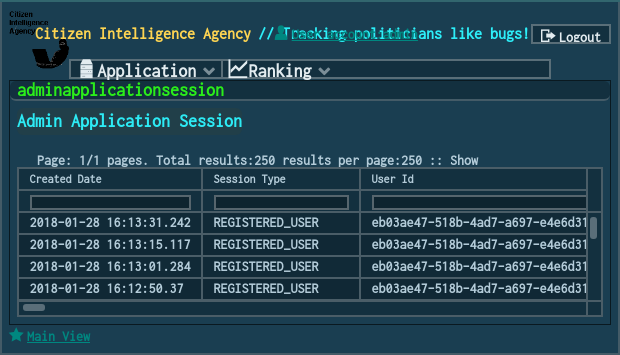 Citizen
Intelligence
Agency
Citizen Intelligence Agency // Tracking politicians like bugs!
Logout
Application Ranking
adminapplicationsession
Admin Application Session
Page: 1/1 pages. Total results:250 results per page:250 :: Show
Created Date Session Type User Id
2018-01-28 16:13:31.242 REGISTERED_USER eb03ae47-518b-4ad7-a697-e4e6d31
2018-01-28 16:13:15.117 REGISTERED_USER eb03ae47-518b-4ad7-a697-e4e6d31
2018-01-28 16:13:01.284 REGISTERED_USER eb03ae47-518b-4ad7-a697-e4e6d31
2018-01-28 16:12:50.37 REGISTERED_USER eb03ae47-518b-4ad7-a697-e4e6d31
Main View